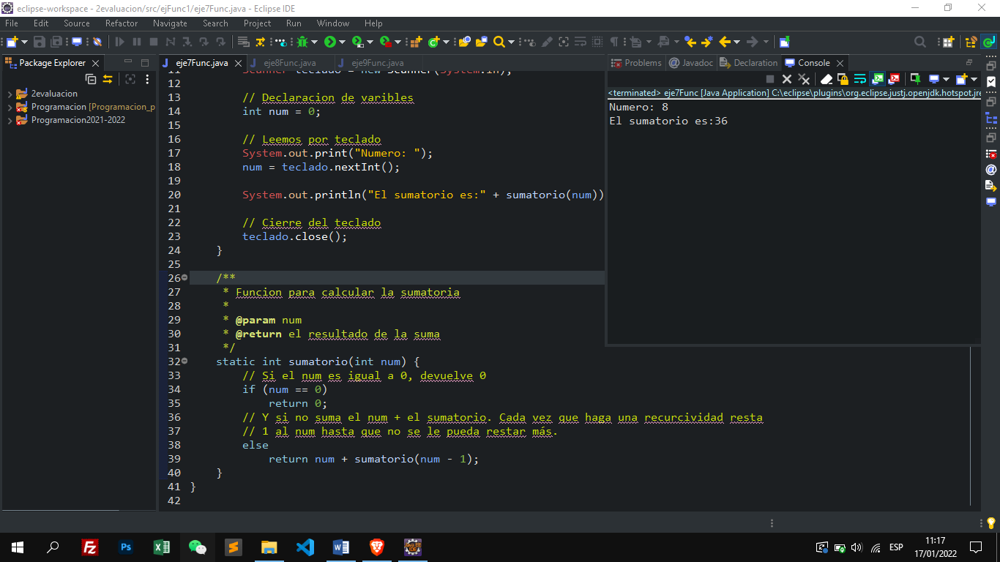 eclipse-workspace - 2evaluacion/src/ejFunc1/eje7Func.java - Eclipse IDE
File Edit Source Refactor Navigate Search Project Run Window Help
Package Explorer
2evaluacion
Programacion [Programacion_p
Programacion2021-2022
eje7Func.java eje8Func.java eje9Func.java
11 Scanner teclado = new Scanner(System.in);
12
13 // Declaracion de varibles
14 int num = 0;
15
16 // Leemos por teclado
17 System.out.print("Numero: ");
18 num = teclado.nextInt();
19
20 System.out.println("El sumatorio es:" + sumatorio(num))
21
22 // Cierre del teclado
23 teclado.close();
24 }
25
26 /**
27 * Funcion para calcular la sumatoria
28 *
29 * @param num
30 * @return el resultado de la suma
31 */
32 static int sumatorio(int num) {
33 // Si el num es igual a 0, devuelve 0
34 if (num == 0)
35 return 0;
36 // Y si no suma el num + el sumatorio. Cada vez que haga una recurcividad resta
37 // 1 al num hasta que no se le pueda restar más.
38 else
39 return num + sumatorio(num - 1);
40 }
41 }
42
Problems Javadoc Declaration Console
<terminated> eje7Func [Java Application] C:\eclipse\plugins\org.eclipse.justj.openjdk.hotspot.jre
Numero: 8
El sumatorio es:36
ESP
11:17
17/01/2022